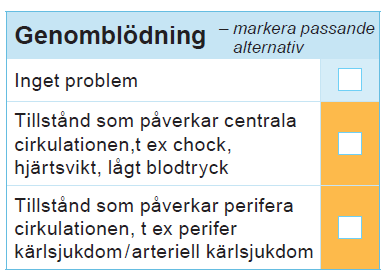 Genomblödning – markera passande
alternativ
Inget problem
Tillstånd som påverkar centrala
cirkulationen,t ex chock,
hjärtsvikt, lågt blodtryck
Tillstånd som påverkar perifera
cirkulationen, t ex perifer
kärlsjukdom/arteriell kärlsjukdom